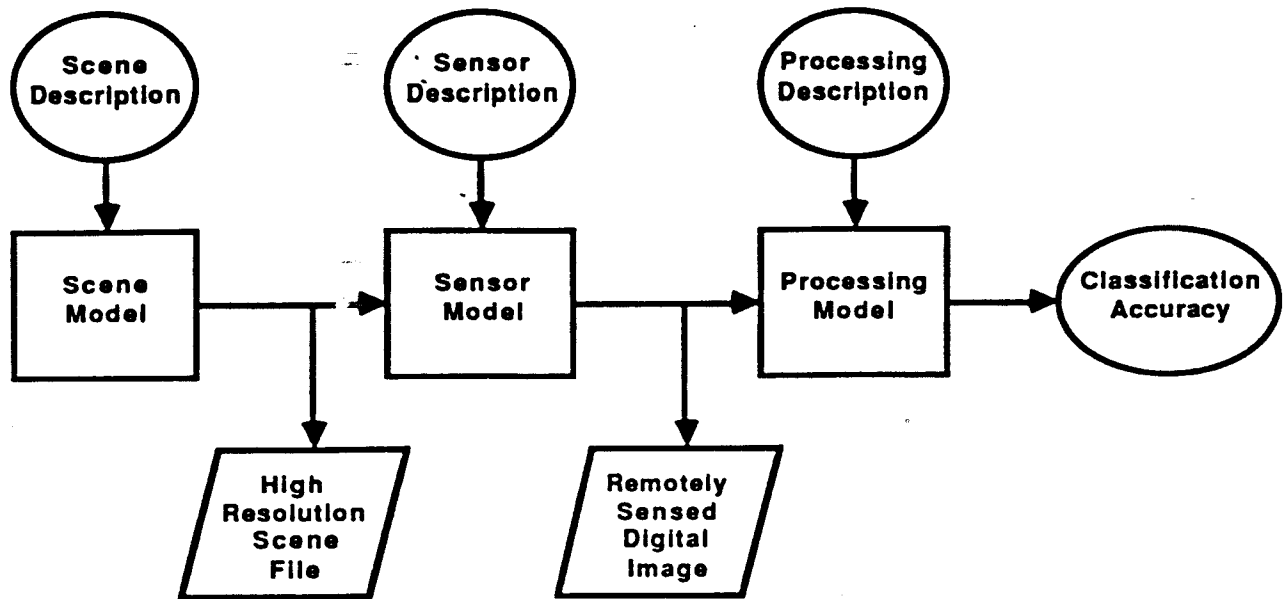 Scene
Description
Sensor
Description
Processing
Description
Scene
Model
Sensor
Model
Processing
Model
Classification
Accuracy
High
Resolution
Scene
File
Remotely
Sensed
Digital
Image